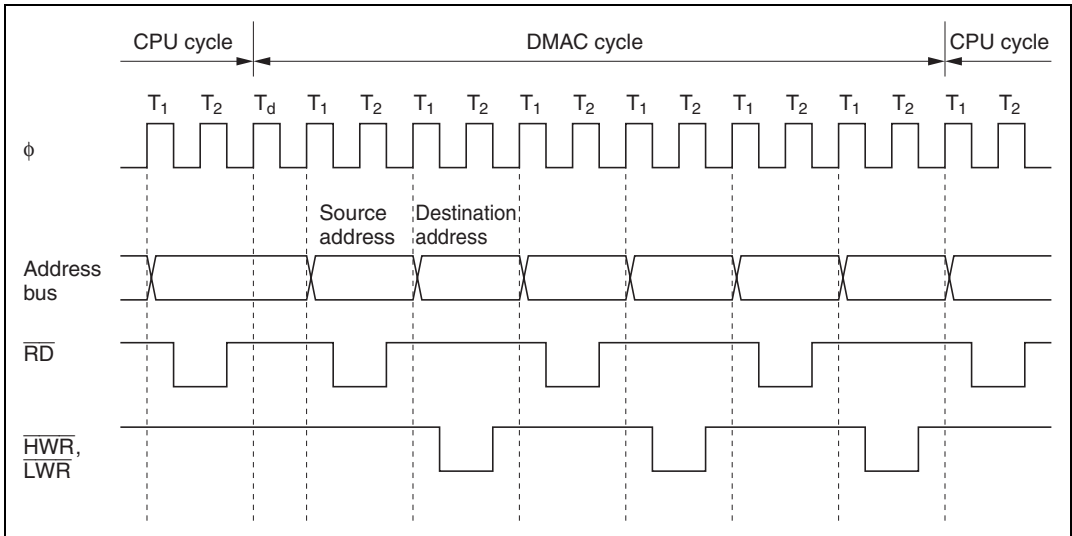 CPU cycle DMAC cycle CPU cycle
T1 T2 Td T1 T2 T1 T2 T1 T2 T1 T2 T1 T2 T1 T2 T1 T2
φ
Source address
Destination address
Address bus
RD
HWR,
LWR